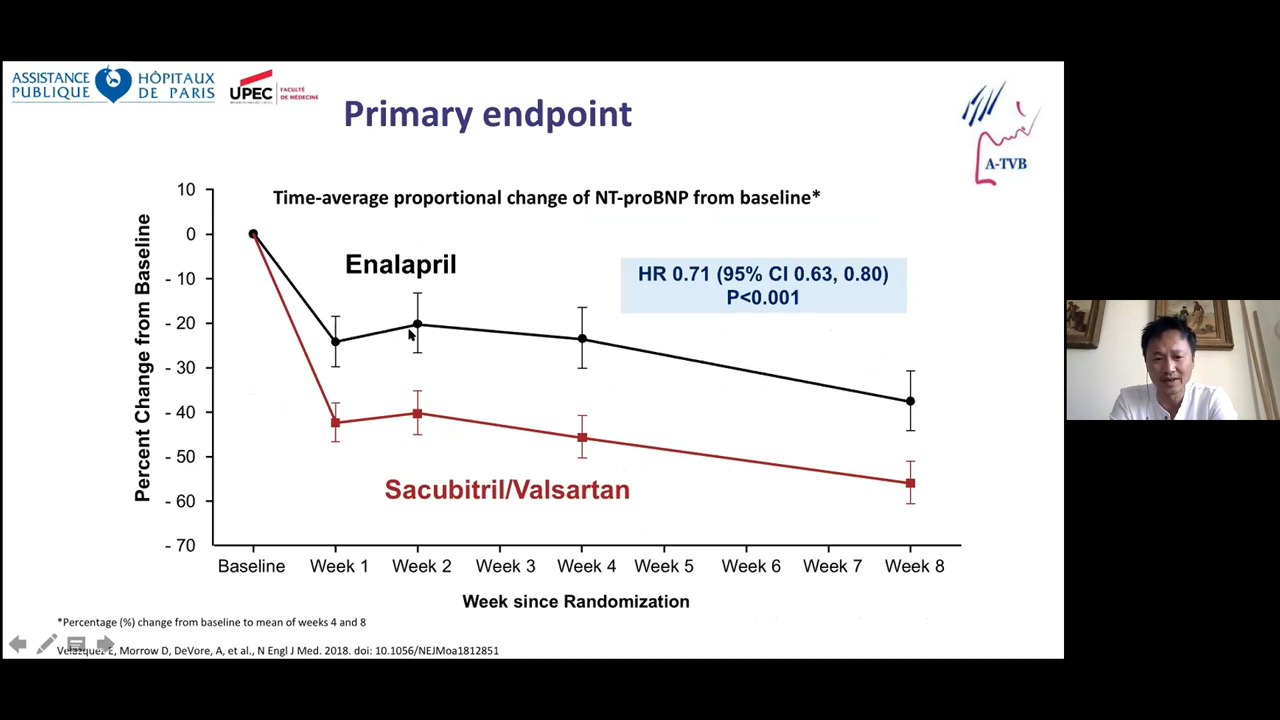 ASSISTANCE HÔPITAUX
PUBLIQUE DE PARIS
UPEC FACULTÉ
DE MÉDECINE
Primary endpoint
A-TVB
Time-average proportional change of NT-proBNP from baseline*
Percent Change from Baseline
10
0
- 10
- 20
- 30
- 40
- 50
- 60
- 70
Enalapril
HR 0.71 (95% CI 0.63, 0.80)
P<0.001
Sacubitril/Valsartan
Baseline Week 1 Week 2 Week 3 Week 4 Week 5 Week 6 Week 7 Week 8
Week since Randomization
*Percentage (%) change from baseline to mean of weeks 4 and 8
Velazquez E, Morrow D, DeVore, A, et al., N Engl J Med. 2018. doi: 10.1056/NEJMoa1812851